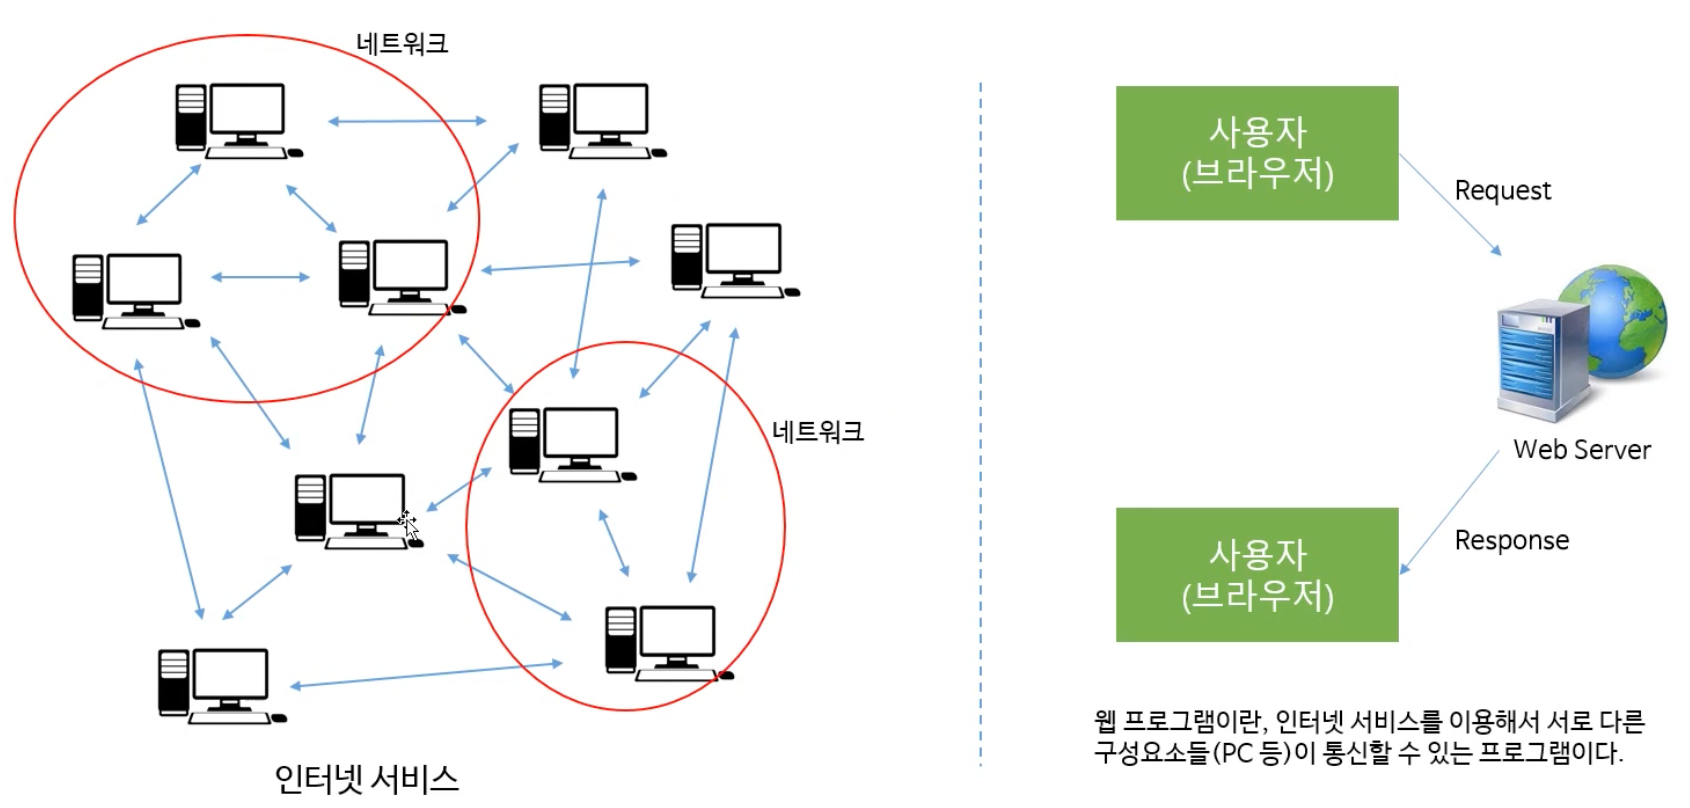 네트워크
네트워크
인터넷 서비스
사용자
(브라우저)
Request
Web Server
Response
사용자
(브라우저)
웹 프로그램이란, 인터넷 서비스를 이용해서 서로 다른
구성요소들(PC 등)이 통신할 수 있는 프로그램이다.